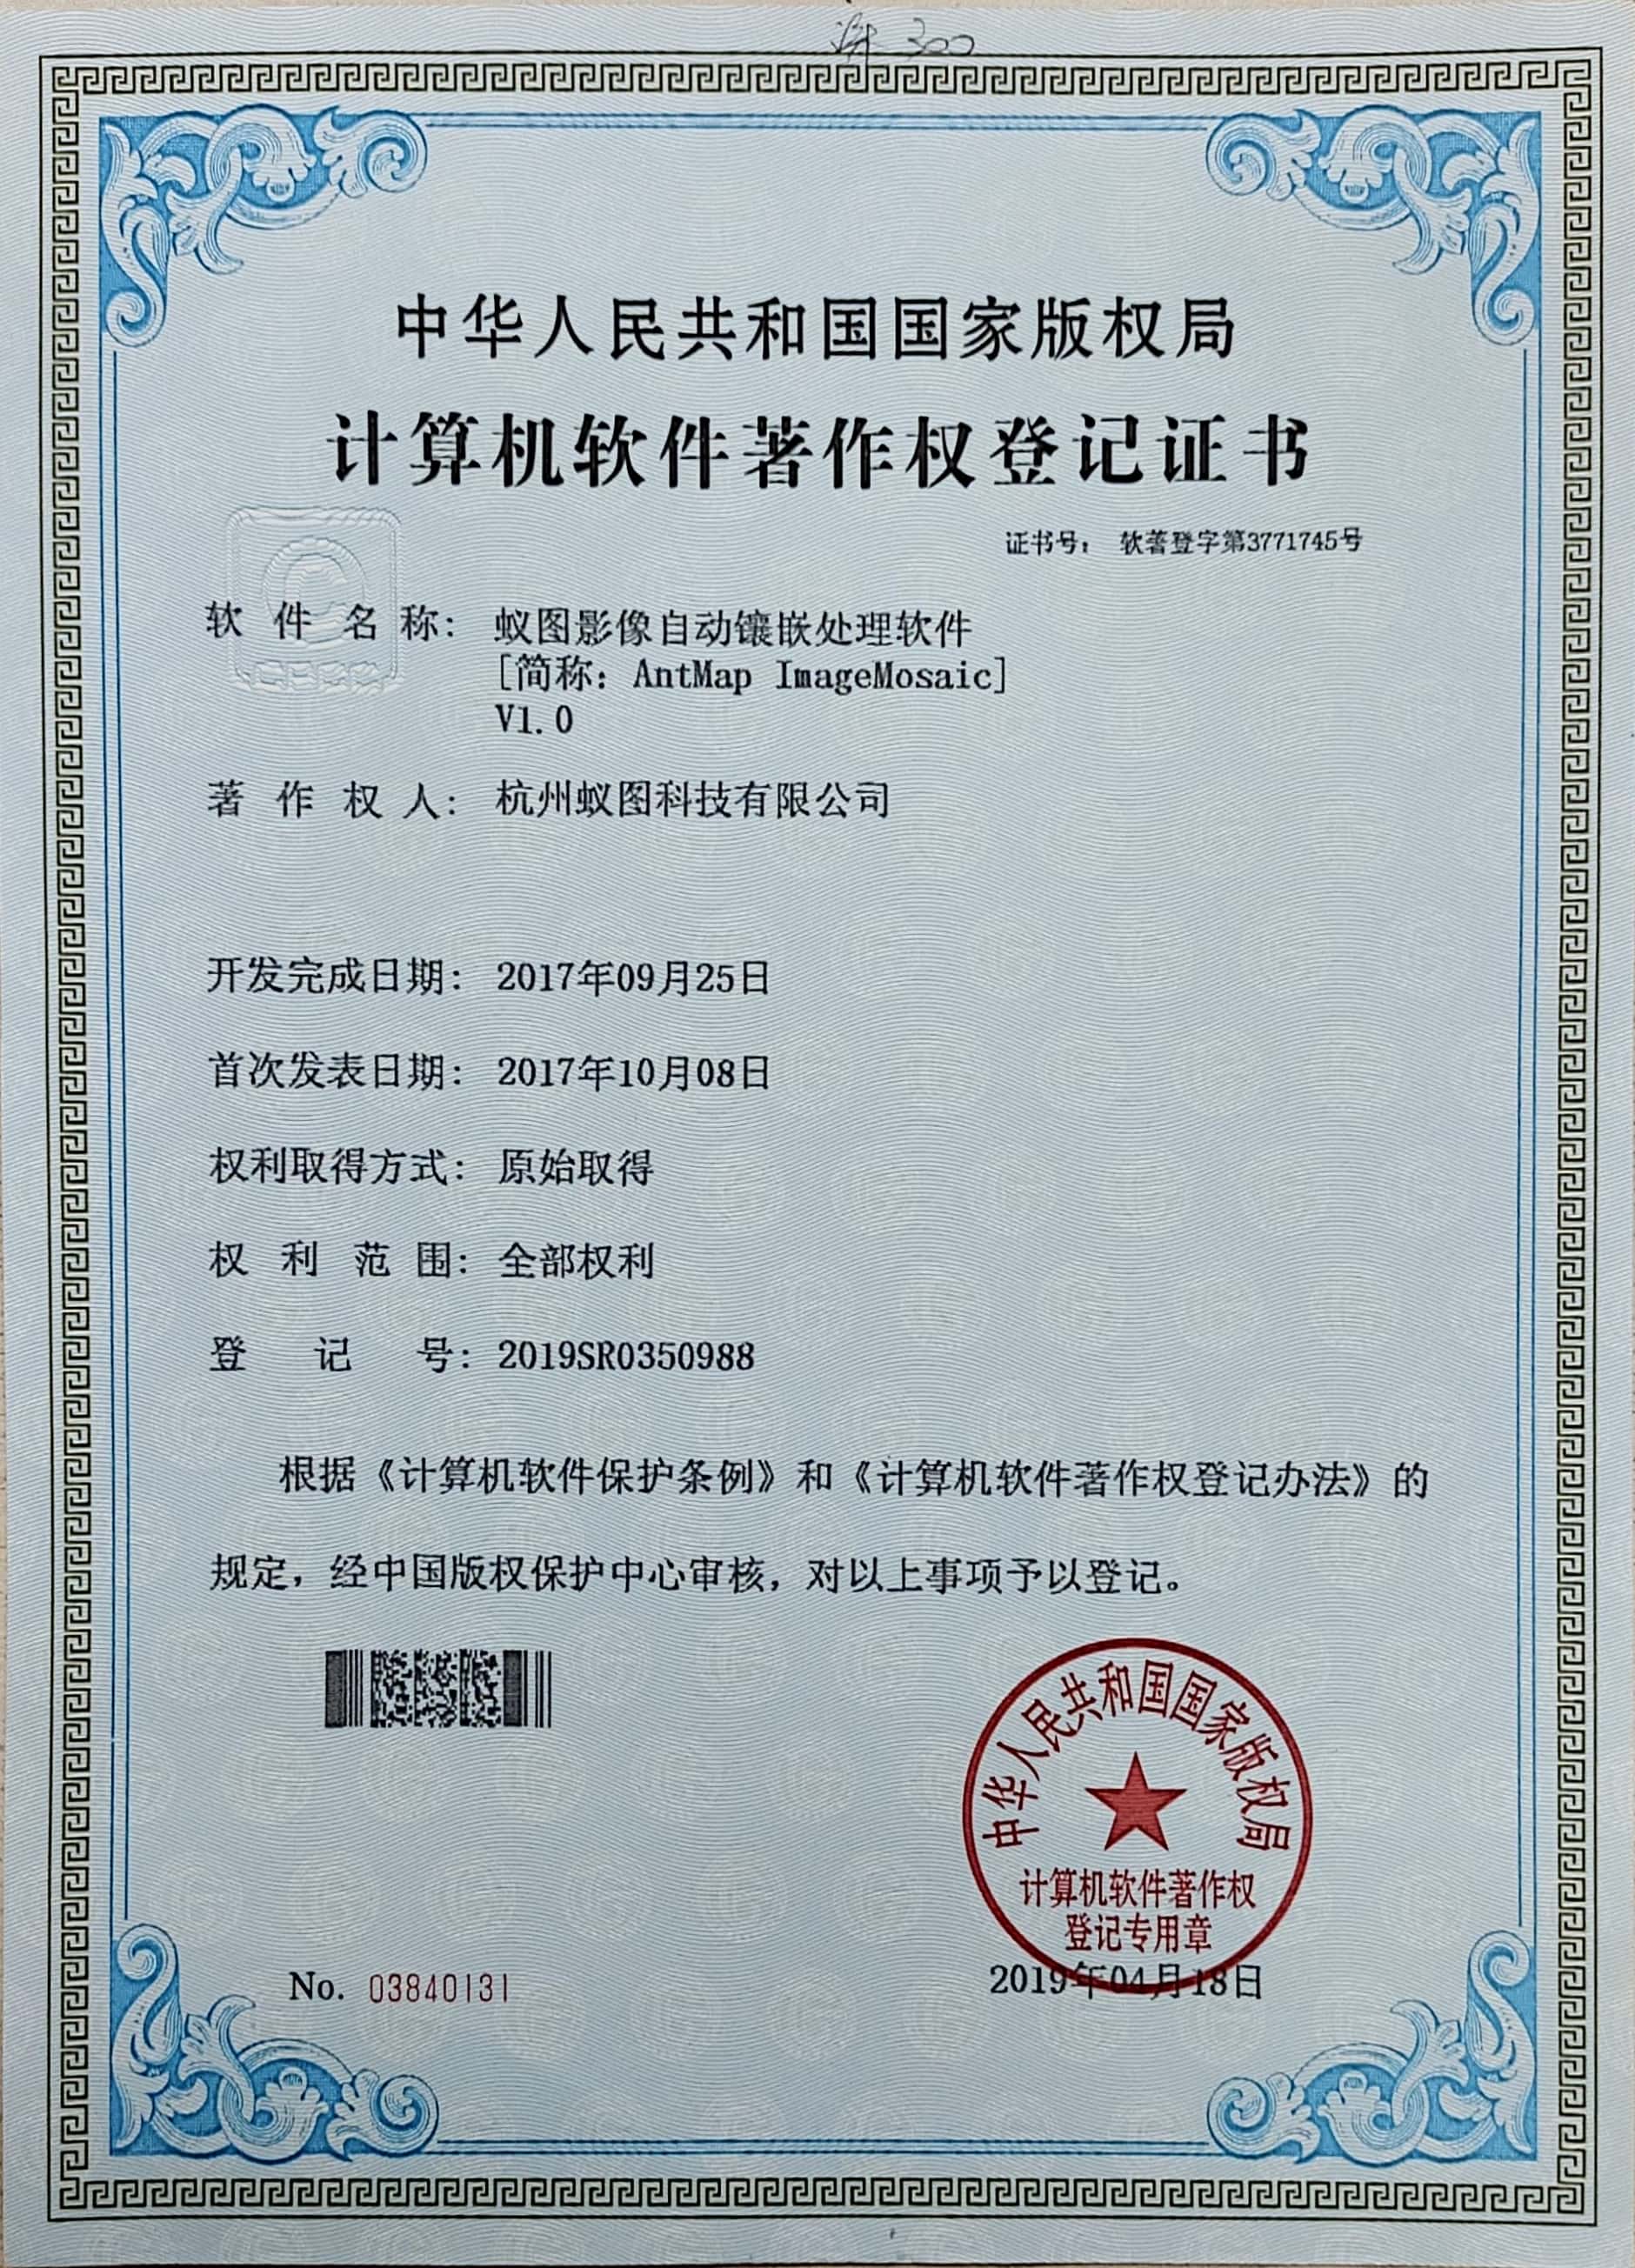 300
中华人民共和国国家版权局
计算机软件著作权登记证书
证书号： 软著登字第3771745号
软件名称： 蚁图影像自动镶嵌处理软件
[简称：AntMap ImageMosaic]
V1.0
著作权人： 杭州蚁图科技有限公司
开发完成日期： 2017年09月25日
首次发表日期： 2017年10月08日
权利取得方式： 原始取得
权利范围： 全部权利
登记号： 2019SR0350988
根据《计算机软件保护条例》和《计算机软件著作权登记办法》的
规定，经中国版权保护中心审核，对以上事项予以登记。
中华人民共和国国家版权局
计算机软件著作权
登记专用章
No. 03840131
2019年04月18日